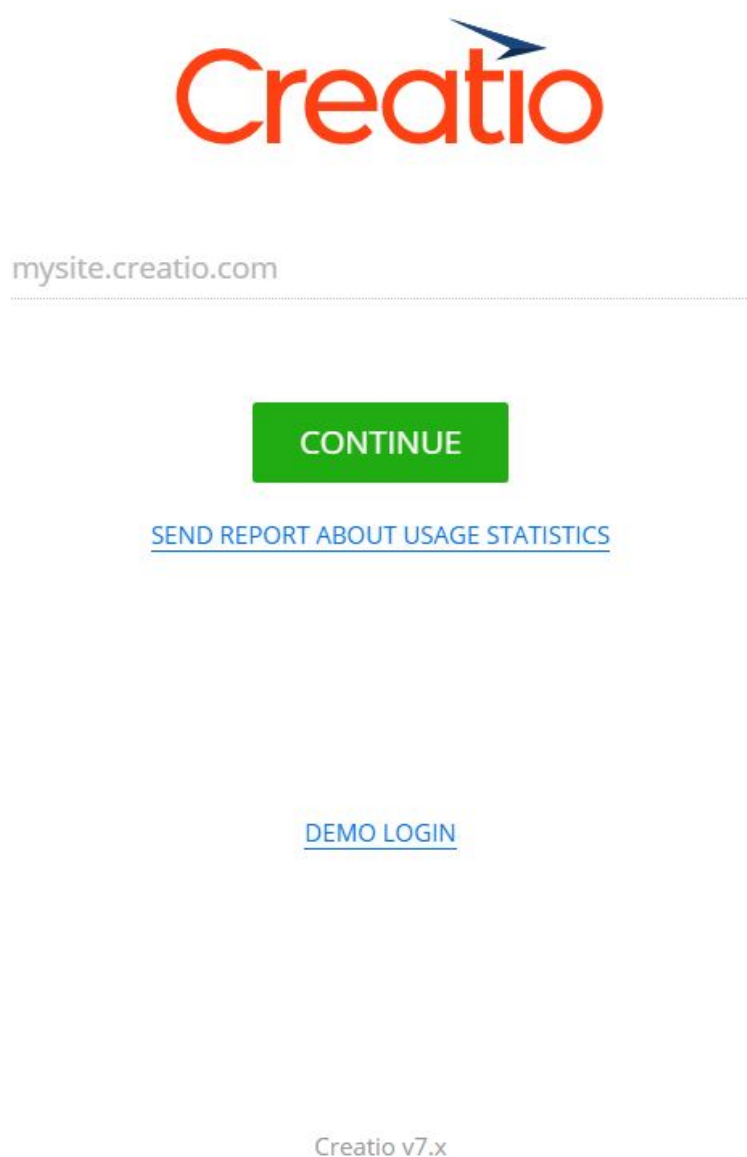 Creatio
mysite.creatio.com
CONTINUE
SEND REPORT ABOUT USAGE STATISTICS
DEMO LOGIN
Creatio v7.x